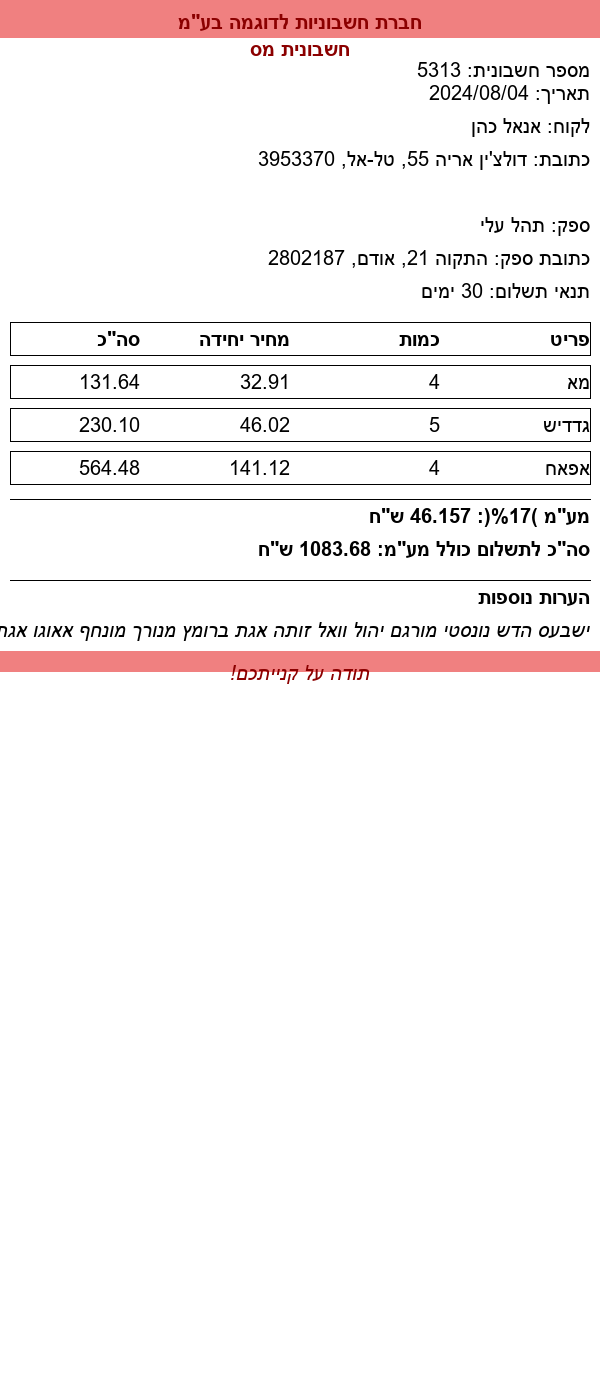 חברת חשבוניות לדוגמה בע"מ
חשבונית מס
מספר חשבונית: 5313
תאריך: 2024/08/04
לקוח: אנאל כהן
כתובת: דולצ'ין אריה 55, טל-אל, 3953370
ספק: תהל עלי
כתובת ספק: התקוה 21, אודם, 2802187
תנאי תשלום: 30 ימים
פריט כמות מחיר יחידה סה"כ
מא 4 32.91 131.64
גדדיש 5 46.02 230.10
אפאח 4 141.12 564.48
מע"מ )17%(: 46.157 ש"ח
סה"כ לתשלום כולל מע"מ: 1083.68 ש"ח
הערות נוספות
ישבעס הדש נונסטי מורגם יהול וואל זותה אגת ברומץ מנורך מונחף אאוגו
תודה על קנייתכם!